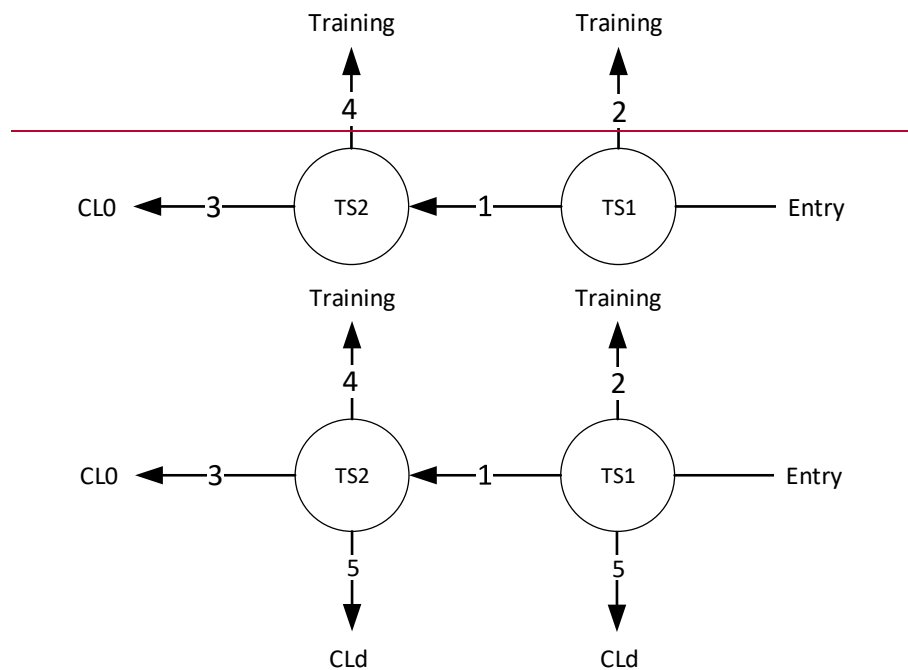 Training Training
4 2
CL0 3 TS2 1 TS1 Entry
Training Training
4 2
CL0 3 TS2 1 TS1 Entry
5 5
CLd CLd